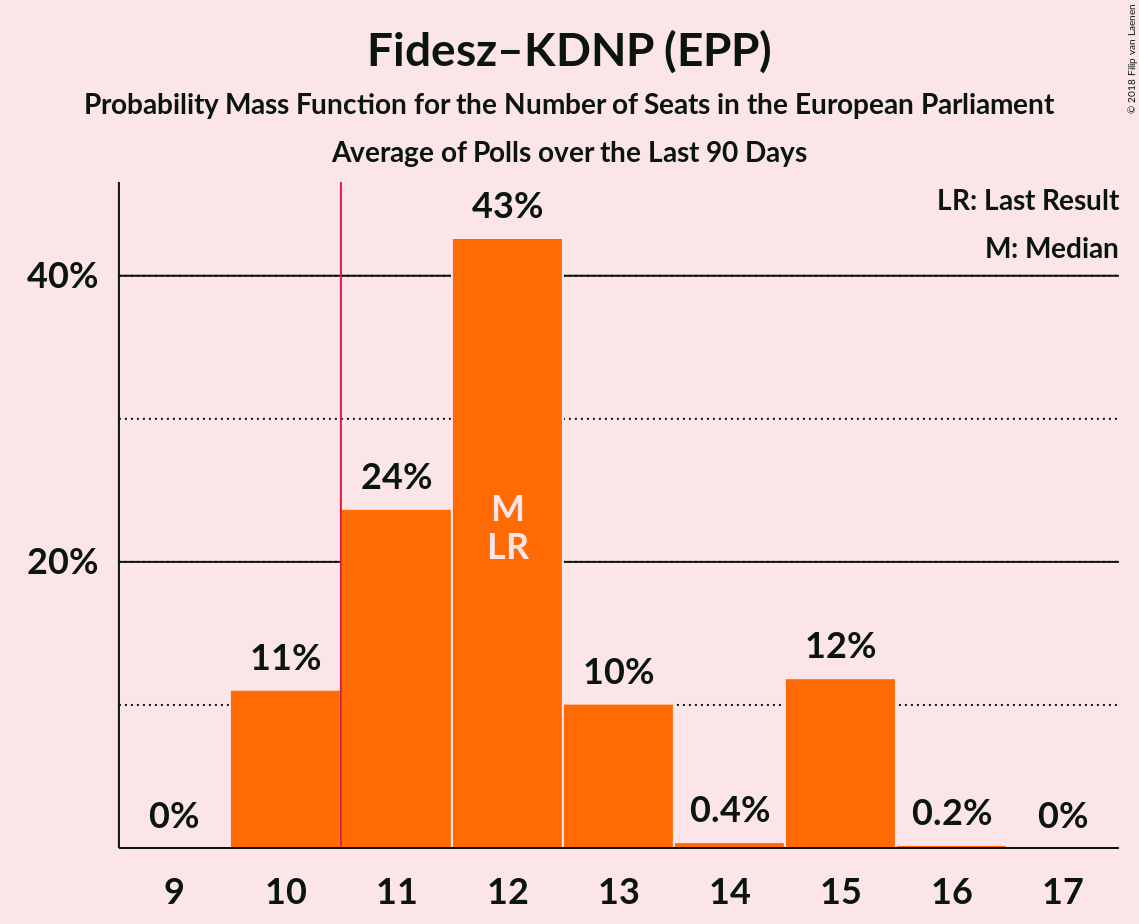 Fidesz–KDNP (EPP)
Probability Mass Function for the Number of Seats in the European Parliament
Average of Polls over the Last 90 Days
© 2018 Filip van Laenen
LR: Last Result
M: Median
43%
40%
24%
M
LR
20%
11%
10%
12%
0%
0.4%
0.2%
0%
9 10 11 12 13 14 15 16 17